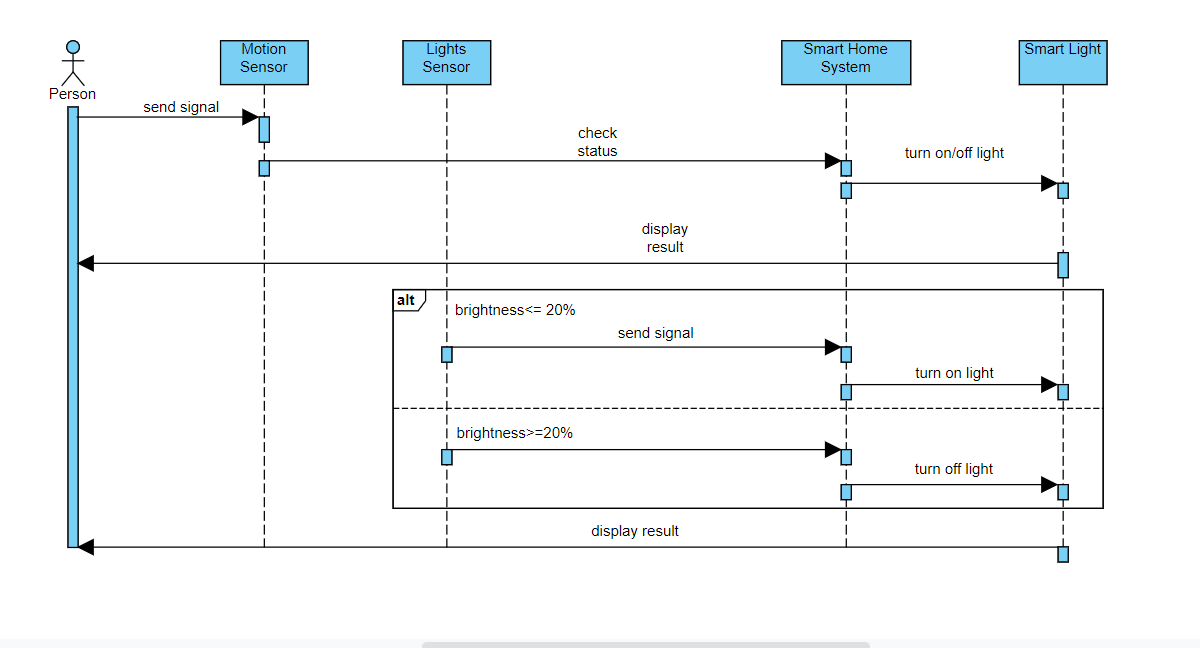 Person
Motion
Sensor
Lights
Sensor
Smart Home
System
Smart Light
send signal
check
status
turn on/off light
display
result
alt
brightness<= 20%
send signal
turn on light
brightness>=20%
turn off light
display result